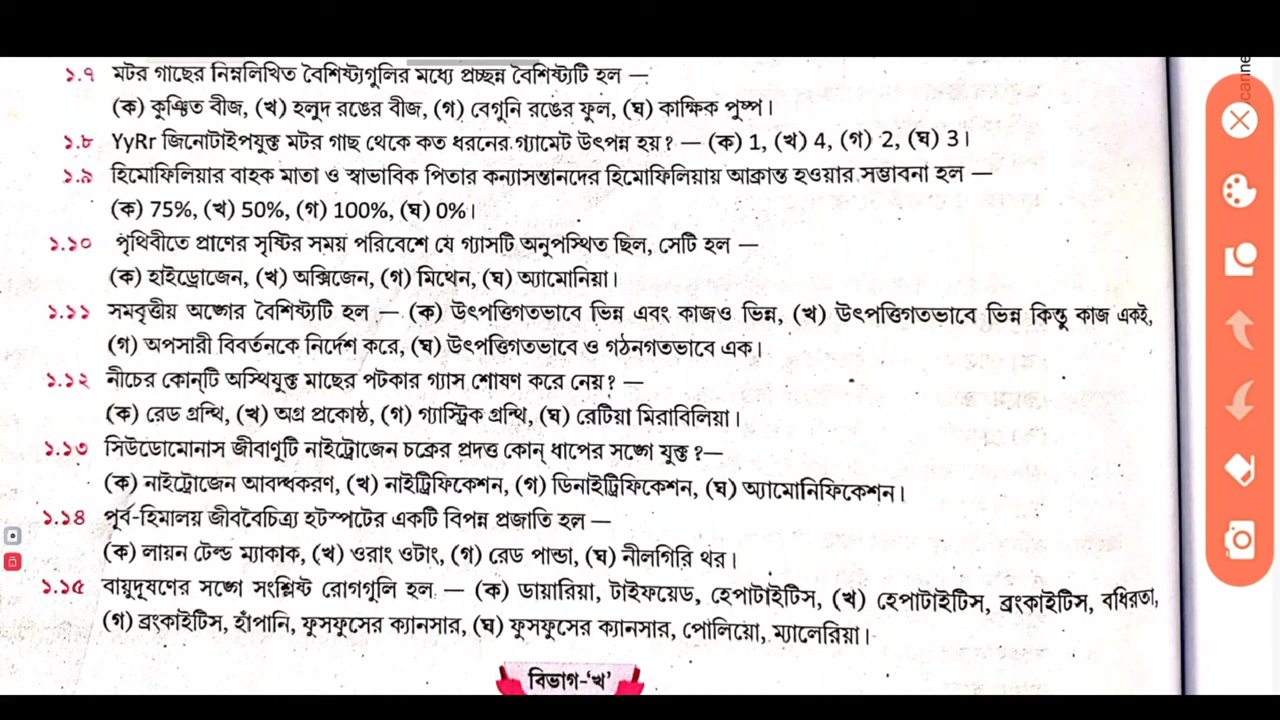 ১.৭ মটর গাছের নিম্নলিখিত বৈশিষ্ট্যগুলির মধ্যে প্রচ্ছন্ন বৈশিষ্ট্যটি হল —
(ক) কুঞ্চিত বীজ, (খ) হলুদ রঙের বীজ, (গ) বেগুনি রঙের ফুল, (ঘ) কাক্ষিক পুষ্প।
১.৮ YyRr জিনোটাইপযুক্ত মটর গাছ থেকে কত ধরনের গ্যামেট উৎপন্ন হয়? — (ক) 1, (খ) 4, (গ) 2, (ঘ) 3।
১.৯ হিমোফিলিয়ার বাহক মাতা ও স্বাভাবিক পিতার কন্যাসন্তানদের হিমোফিলিয়ায় আক্রান্ত হওয়ার সম্ভাবনা হল —
(ক) 75%, (খ) 50%, (গ) 100%, (ঘ) 0%।
১.১০ পৃথিবীতে প্রাণের সৃষ্টির সময় পরিবেশে যে গ্যাসটি অনুপস্থিত ছিল, সেটি হল —
(ক) হাইড্রোজেন, (খ) অক্সিজেন, (গ) মিথেন, (ঘ) অ্যামোনিয়া।
১.১১ সমবৃত্তীয় অঙ্গের বৈশিষ্ট্যটি হল — (ক) উৎপত্তিগতভাবে ভিন্ন এবং কাজও ভিন্ন, (খ) উৎপত্তিগতভাবে ভিন্ন কিন্তু কাজ একই,
(গ) অপসারী বিবর্তনকে নির্দেশ করে, (ঘ) উৎপত্তিগতভাবে ও গঠনগতভাবে এক।
১.১২ নীচের কোন্‌টি অস্থিযুক্ত মাছের পটকার গ্যাস শোষণ করে নেয়? —
(ক) রেড গ্রন্থি, (খ) অগ্র প্রকোষ্ঠ, (গ) গ্যাস্ট্রিক গ্রন্থি, (ঘ) রেটিয়া মিরাবিলিয়া।
১.১৩ সিউডোমোনাস জীবাণুটি নাইট্রোজেন চক্রের প্রদত্ত কোন্ ধাপের সঙ্গে যুক্ত?—
(ক) নাইট্রোজেন আবদ্ধকরণ, (খ) নাইট্রিফিকেশন, (গ) ডিনাইট্রিফিকেশন, (ঘ) অ্যামোনিফিকেশন।
১.১৪ পূর্ব-হিমালয় জীববৈচিত্র্য হটস্পটের একটি বিপন্ন প্রজাতি হল —
(ক) লায়ন টেল্ড ম্যাকাক, (খ) ওরাং ওটাং, (গ) রেড পান্ডা, (ঘ) নীলগিরি থর।
১.১৫ বায়ুদূষণের সঙ্গে সংশ্লিষ্ট রোগগুলি হল — (ক) ডায়ারিয়া, টাইফয়েড, হেপাটাইটিস, (খ) হেপাটাইটিস, ব্রংকাইটিস, বধিরতা,
(গ) ব্রংকাইটিস, হাঁপানি, ফুসফুসের ক্যানসার, (ঘ) ফুসফুসের ক্যানসার, পোলিয়ো, ম্যালেরিয়া।
বিভাগ-‘খ’